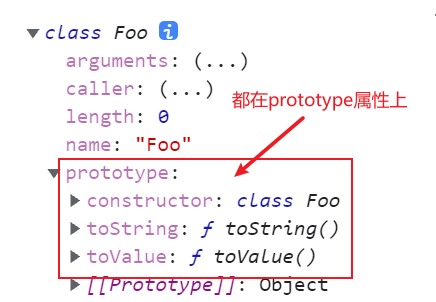 ▼ class Foo i
arguments: (...)
caller: (...)
length: 0
都在prototype属性上
name: "Foo"
▼ prototype:
▶ constructor: class Foo
▶ toString: ƒ toString()
▶ toValue: ƒ toValue()
▶ [[Prototype]]: Object